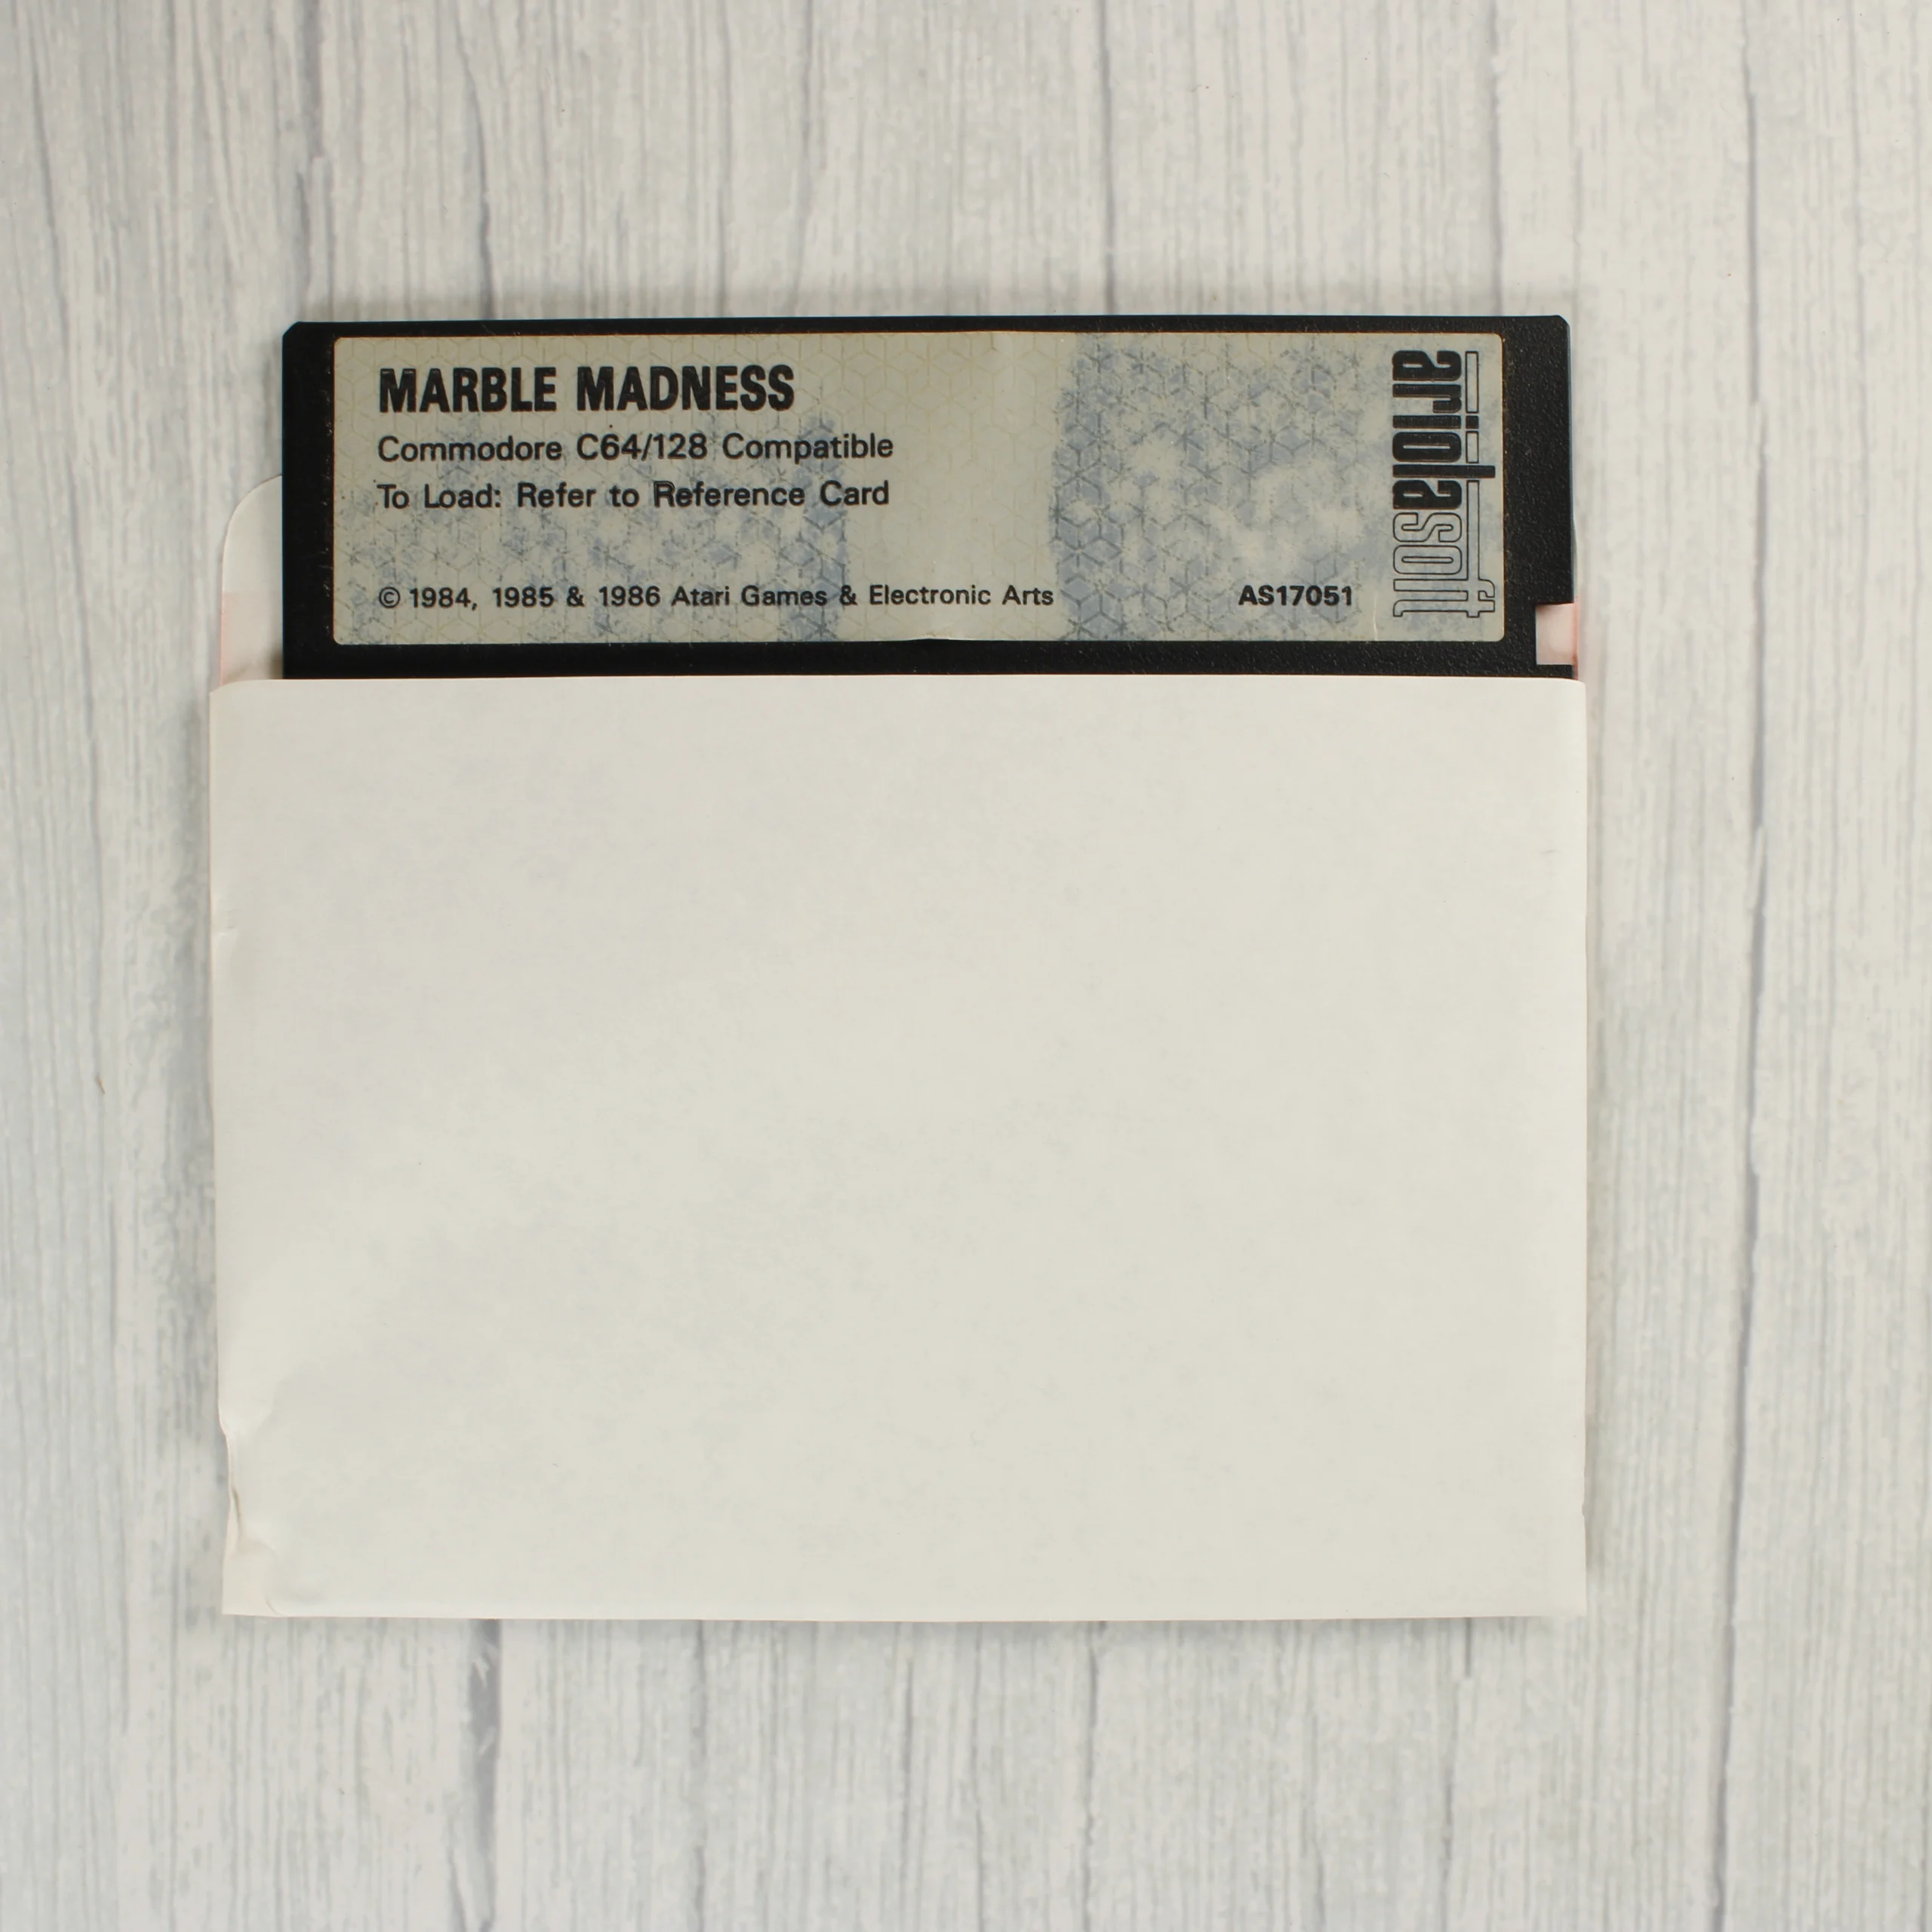 MARBLE MADNESS
Commodore C64/128 Compatible
To Load: Refer to Reference Card
© 1984, 1985 & 1986 Atari Games & Electronic Arts
AS17051
ariolasoft